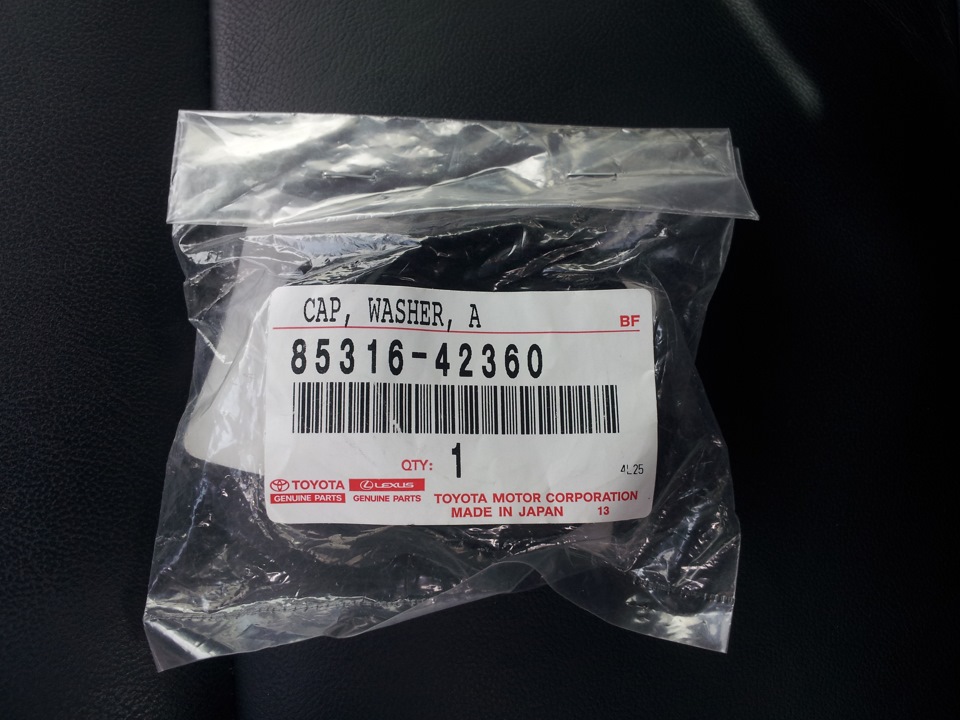 CAP, WASHER, A
BF
85316-42360
QTY: 1
4L25
TOYOTA
GENUINE PARTS
LEXUS
GENUINE PARTS
TOYOTA MOTOR CORPORATION
MADE IN JAPAN 13